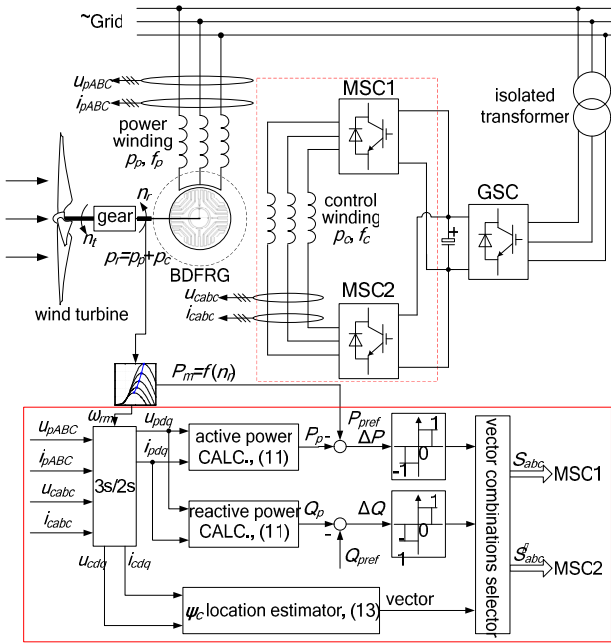 ~Grid
u_pABC
i_pABC
power
winding
p_p, f_p
MSC1
isolated
transformer
control
winding
p_c, f_c
GSC
+
n_r
gear
n_t
p_r=p_p+p_c
BDFRG
wind turbine
u_cabc
i_cabc
MSC2
P_m=f(n_r)
ω_rm
u_pABC
i_pABC
u_cabc
i_cabc
3s/2s
u_pdq
i_pdq
u_cdq
i_cdq
active power
CALC., (11)
P_p
-
P_pref
ΔP
1
0
-1
reactive power
CALC., (11)
Q_p
-
Q_pref
ΔQ
1
0
1
ψ_c location estimator, (13)
vector
vector combinations selector
S_abc
MSC1
MSC2